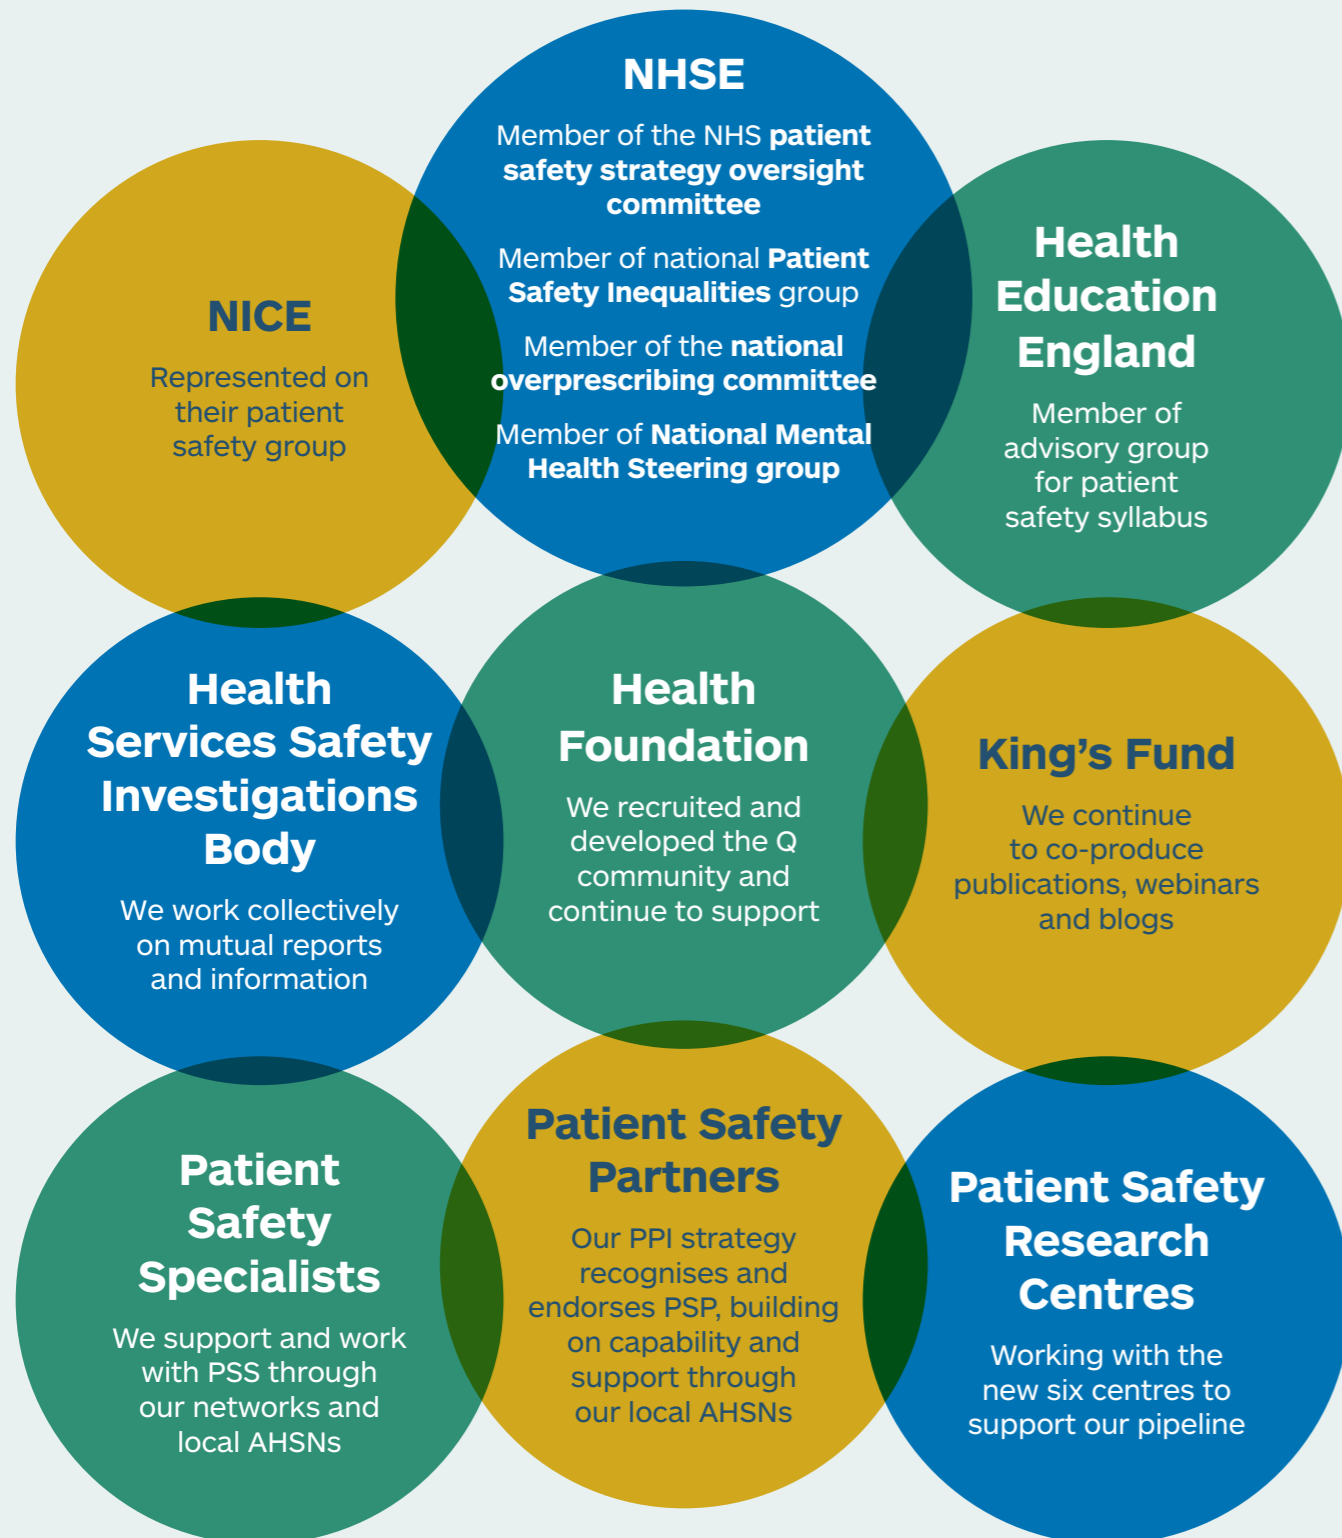 NHSE
Member of the NHS patient
safety strategy oversight
committee
Member of national Patient
Safety Inequalities group
Member of the national
overprescribing committee
Member of National Mental
Health Steering group
NICE
Represented on
their patient
safety group
Health
Education
England
Member of
advisory group
for patient
safety syllabus
Health
Services Safety
Investigations
Body
We work collectively
on mutual reports
and information
Health
Foundation
We recruited and
developed the Q
community and
continue to support
King’s Fund
We continue
to co-produce
publications, webinars
and blogs
Patient
Safety
Specialists
We support and work
with PSS through
our networks and
local AHSNs
Patient Safety
Partners
Our PPI strategy
recognises and
endorses PSP, building
on capability and
support through
our local AHSNs
Patient Safety
Research
Centres
Working with the
new six centres to
support our pipeline